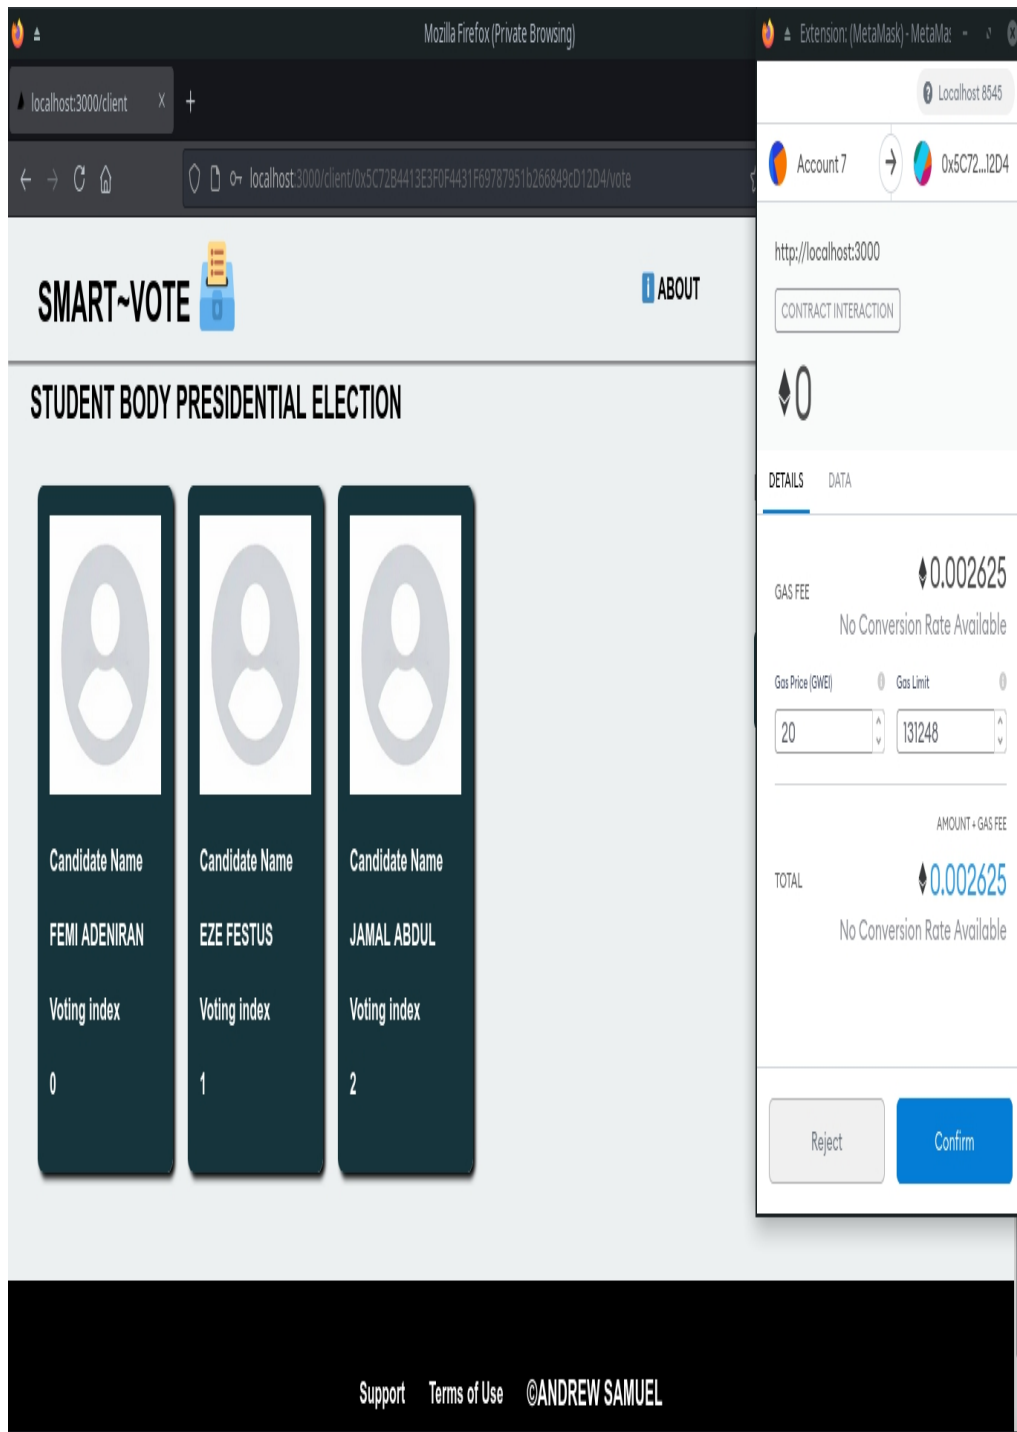 Mozilla Firefox (Private Browsing)
localhost:3000/client
localhost:3000/client/0x5C72B4413E3F0F4431F69787951b266849cD12D4/vote
SMART~VOTE
ABOUT
STUDENT BODY PRESIDENTIAL ELECTION
Candidate Name
FEMI ADENIRAN
Voting index
0
Candidate Name
EZE FESTUS
Voting index
1
Candidate Name
JAMAL ABDUL
Voting index
2
Support Terms of Use ©ANDREW SAMUEL
Extension: (MetaMask) - MetaMas
Localhost 8545
Account 7 0x5C72...12D4
http://localhost:3000
CONTRACT INTERACTION
0
DETAILS DATA
GAS FEE 0.002625
No Conversion Rate Available
Gas Price (GWEI) Gas Limit
20 131248
AMOUNT + GAS FEE
TOTAL 0.002625
No Conversion Rate Available
Reject Confirm